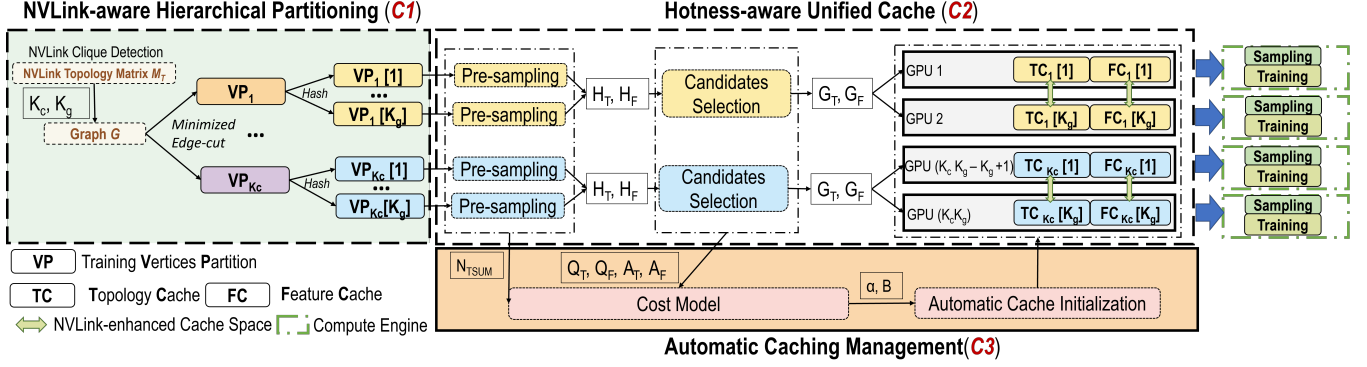 NVLink-aware Hierarchical Partitioning (C1)
Hotness-aware Unified Cache (C2)
NVLink Clique Detection
NVLink Topology Matrix M_T
K_c, K_g
Graph G
Minimized
Edge-cut
VP_1
...
VP_Kc
Hash
Hash
VP_1 [1]
...
VP_1 [K_g]
VP_Kc [1]
...
VP_Kc[K_g]
Pre-sampling
Pre-sampling
Pre-sampling
Pre-sampling
H_T, H_F
H_T, H_F
Candidates
Selection
Candidates
Selection
G_T, G_F
G_T, G_F
GPU 1
TC_1 [1]
FC_1 [1]
GPU 2
TC_1 [K_g]
FC_1 [K_g]
GPU (K_c K_g – K_g +1)
TC_Kc [1]
FC_Kc [1]
GPU (K_cK_g)
TC_Kc [K_g]
FC_Kc [K_g]
Sampling
Training
Sampling
Training
Sampling
Training
Sampling
Training
N_TSUM
Q_T, Q_F, A_T, A_F
Cost Model
α, B
Automatic Cache Initialization
Automatic Caching Management(C3)
VP Training Vertices Partition
TC Topology Cache FC Feature Cache
NVLink-enhanced Cache Space Compute Engine